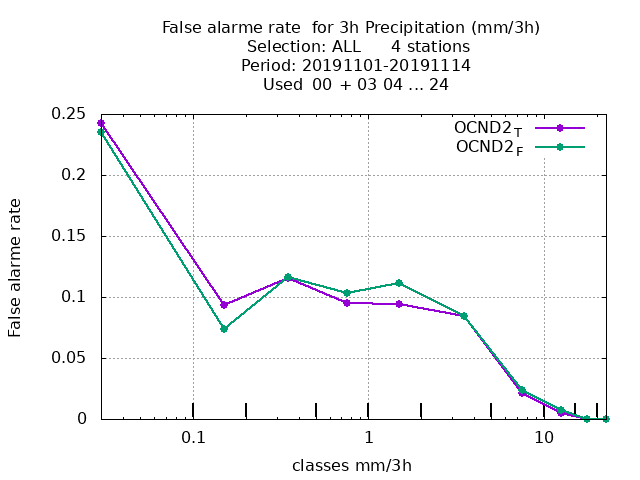 False alarme rate  for 3h Precipitation (mm/3h)
Selection: ALL      4 stations
Period: 20191101-20191114
Used  00  + 03 04 ... 24
OCND2_T
OCND2_F
0.25
0.2
0.15
0.1
0.05
0
False alarme rate
0.1 1 10
classes mm/3h